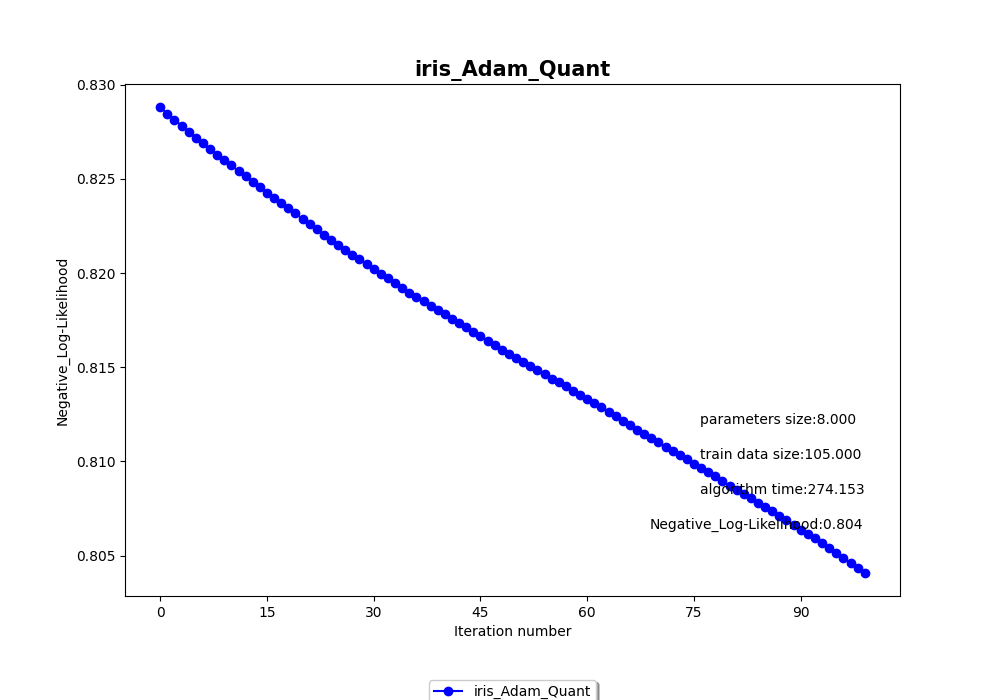 iris_Adam_Quant
0.830
0.825
0.820
0.815
0.810
0.805
Negative_Log-Likelihood
parameters size:8.000
train data size:105.000
algorithm time:274.153
Negative_Log-Likelihood:0.804
0 15 30 45 60 75 90
Iteration number
iris_Adam_Quant